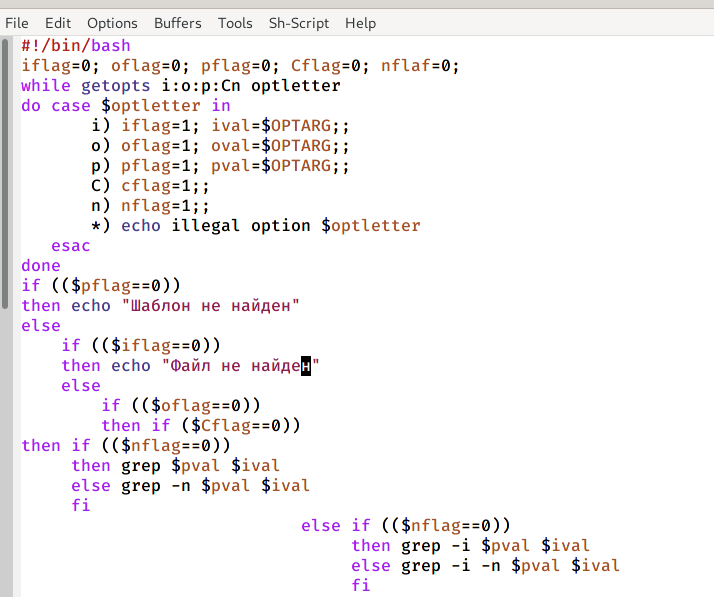 File Edit Options Buffers Tools Sh-Script Help
#!/bin/bash
iflag=0; oflag=0; pflag=0; Cflag=0; nflaf=0;
while getopts i:o:p:Cn optletter
do case $optletter in
i) iflag=1; ival=$OPTARG;;
o) oflag=1; oval=$OPTARG;;
p) pflag=1; pval=$OPTARG;;
C) cflag=1;;
n) nflag=1;;
*) echo illegal option $optletter
esac
done
if (($pflag==0))
then echo "Шаблон не найден"
else
if (($iflag==0))
then echo "Файл не найден"
else
if (($oflag==0))
then if ($Cflag==0))
then if (($nflag==0))
then grep $pval $ival
else grep -n $pval $ival
fi
else if (($nflag==0))
then grep -i $pval $ival
else grep -i -n $pval $ival
fi